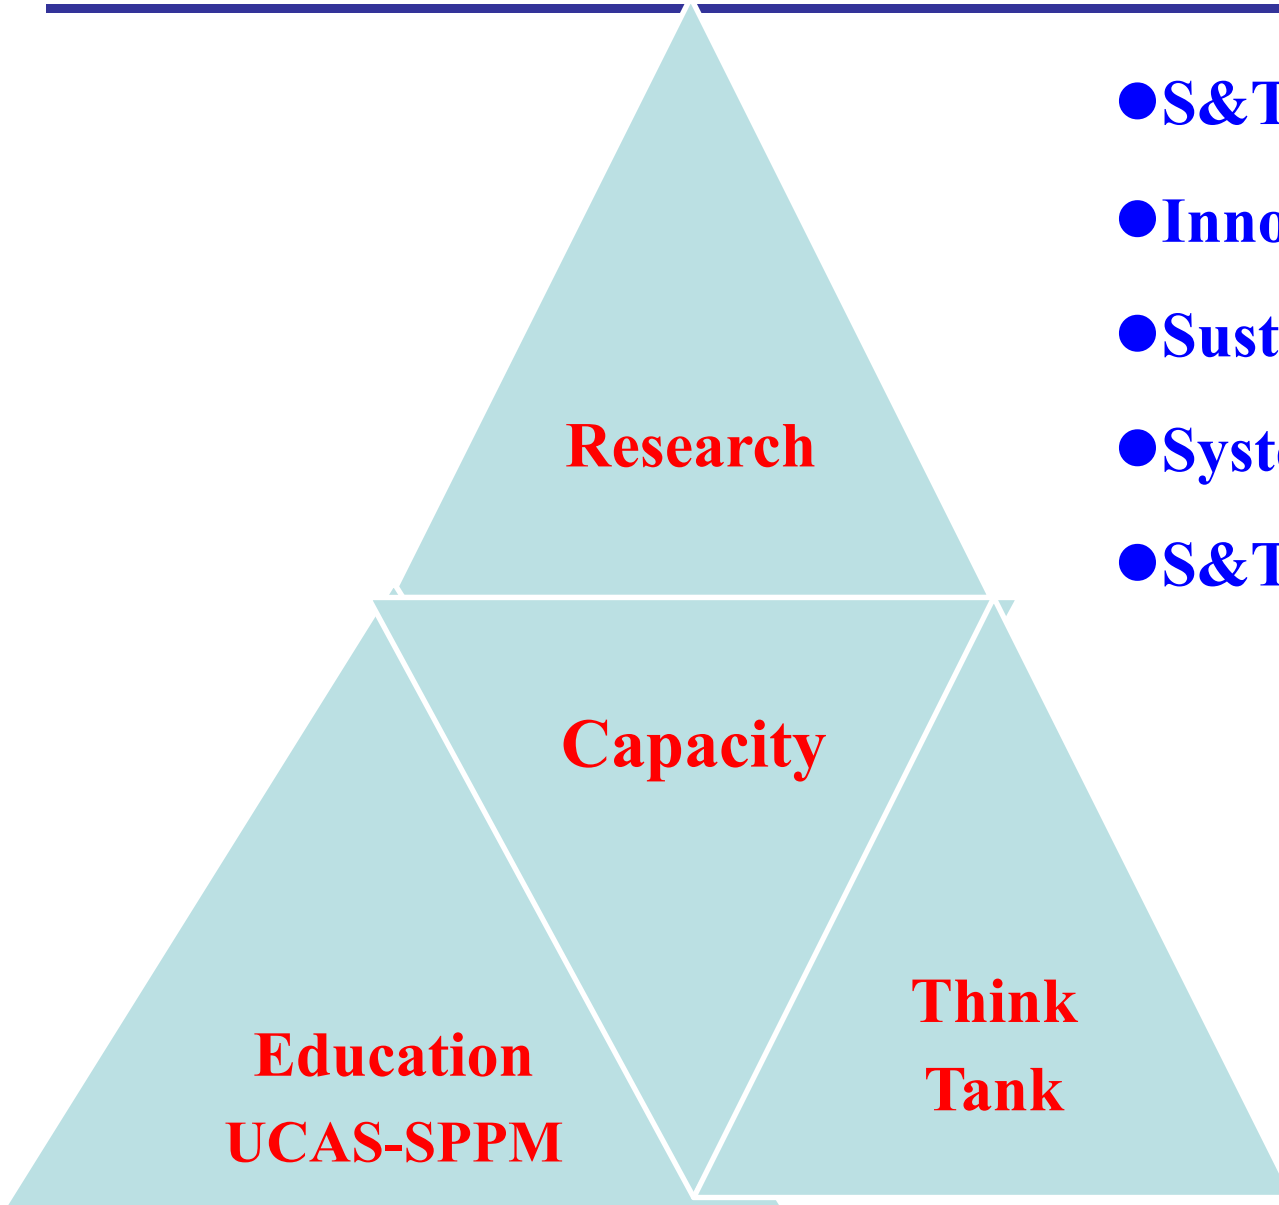 ●S&T
●Inno
●Sust
●Syst
●S&T
Research
Capacity
Think
Tank
Education
UCAS-SPPM